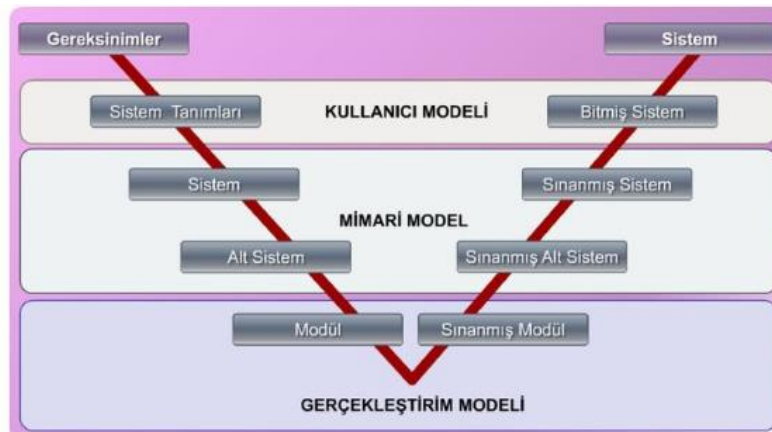 Gereksinimler
Sistem
Sistem Tanımları
KULLANICI MODELİ
Bitmiş Sistem
Sistem
Sınanmış Sistem
MİMARİ MODEL
Alt Sistem
Sınanmış Alt Sistem
Modül
Sınanmış Modül
GERÇEKLEŞTİRİM MODELİ